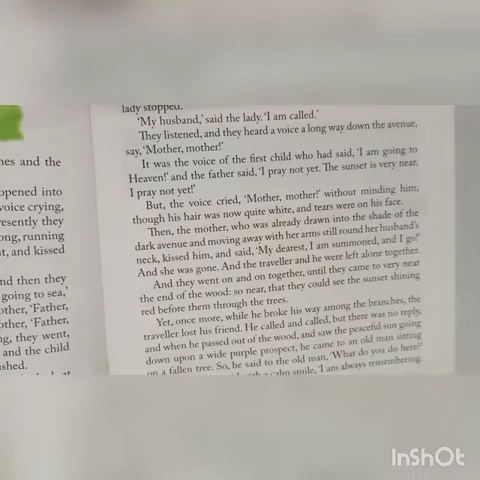 nes and the
opened into
voice crying,
resently they
ong, running
nt, and kissed
nd then they
going to sea,'
other, 'Father,
other, 'Father,
ng, they went,
and the child
shed.
lady stopped.
'My husband,' said the lady. 'I am called.'
They listened, and they heard a voice a long way down the avenue,
say, 'Mother, mother!'
It was the voice of the first child who had said, 'I am going to
Heaven!' and the father said, 'I pray not yet. The sunset is very near.
I pray not yet!'
But, the voice cried, 'Mother, mother!' without minding him,
though his hair was now quite white, and tears were on his face.
Then, the mother, who was already drawn into the shade of the
dark avenue and moving away with her arms still round her husband's
neck, kissed him, and said, 'My dearest, I am summoned, and I go!'
And she was gone. And the traveller and he were left alone together.
And they went on and on together, until they came to very near
the end of the wood: so near, that they could see the sunset shining
red before them through the trees.
Yet, once more, while he broke his way among the branches, the
traveller lost his friend. He called and called, but there was no reply,
and when he passed out of the wood, and saw the peaceful sun going
down upon a wide purple prospect, he came to an old man sitting
on a fallen tree. So, he said to the old man, 'What do you do here?'
with a calm smile, 'I am always remembering.
InShOt